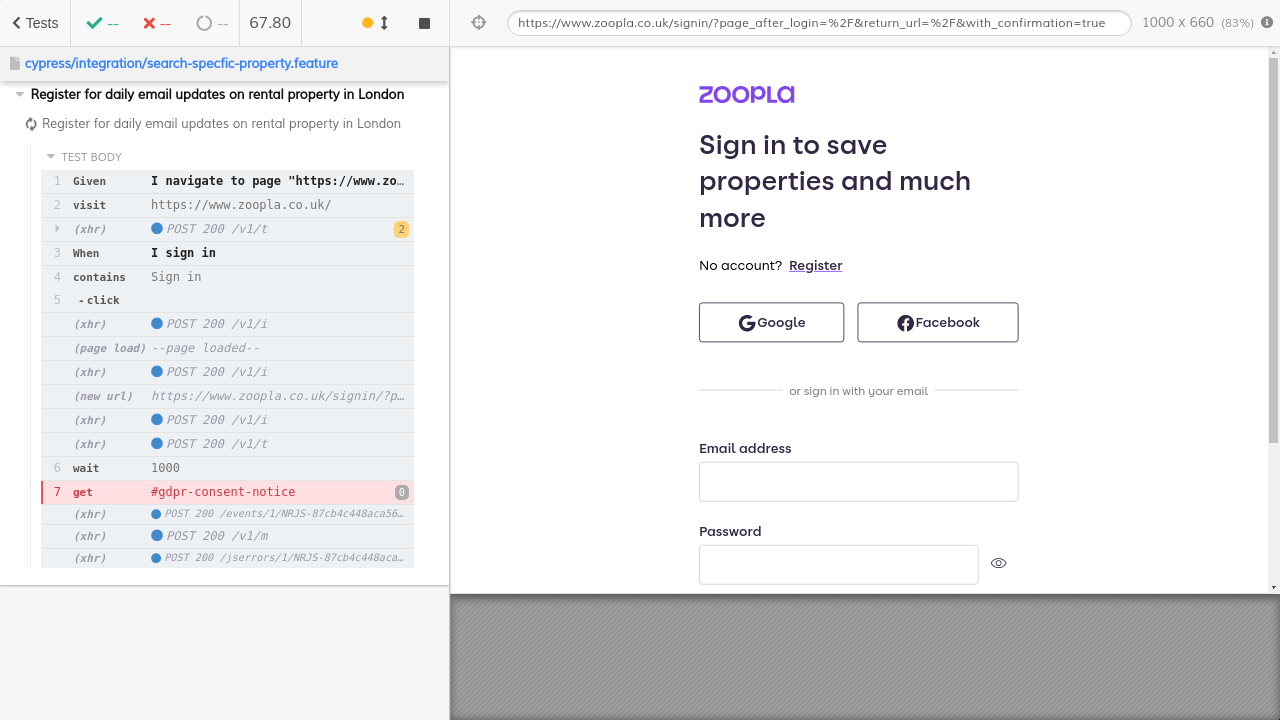 Tests
--
--
--
67.80
https://www.zoopla.co.uk/signin/?page_after_login=%2F&return_url=%2F&with_confirmation=true
1000 x 660 (83%)
cypress/integration/search-specfic-property.feature
Register for daily email updates on rental property in London
Register for daily email updates on rental property in London
TEST BODY
1 Given I navigate to page "https://www.zo…
2 visit https://www.zoopla.co.uk/
(xhr) POST 200 /v1/t 2
3 When I sign in
4 contains Sign in
5 -click
(xhr) POST 200 /v1/i
(page load) --page loaded--
(xhr) POST 200 /v1/i
(new url) https://www.zoopla.co.uk/signin/?p…
(xhr) POST 200 /v1/i
(xhr) POST 200 /v1/t
6 wait 1000
7 get #gdpr-consent-notice 0
(xhr) POST 200 /events/1/NRJS-87cb4c448aca56…
(xhr) POST 200 /v1/m
(xhr) POST 200 /jserrors/1/NRJS-87cb4c448aca…
zoopla
Sign in to save
properties and much
more
No account? Register
Google
Facebook
or sign in with your email
Email address
Password